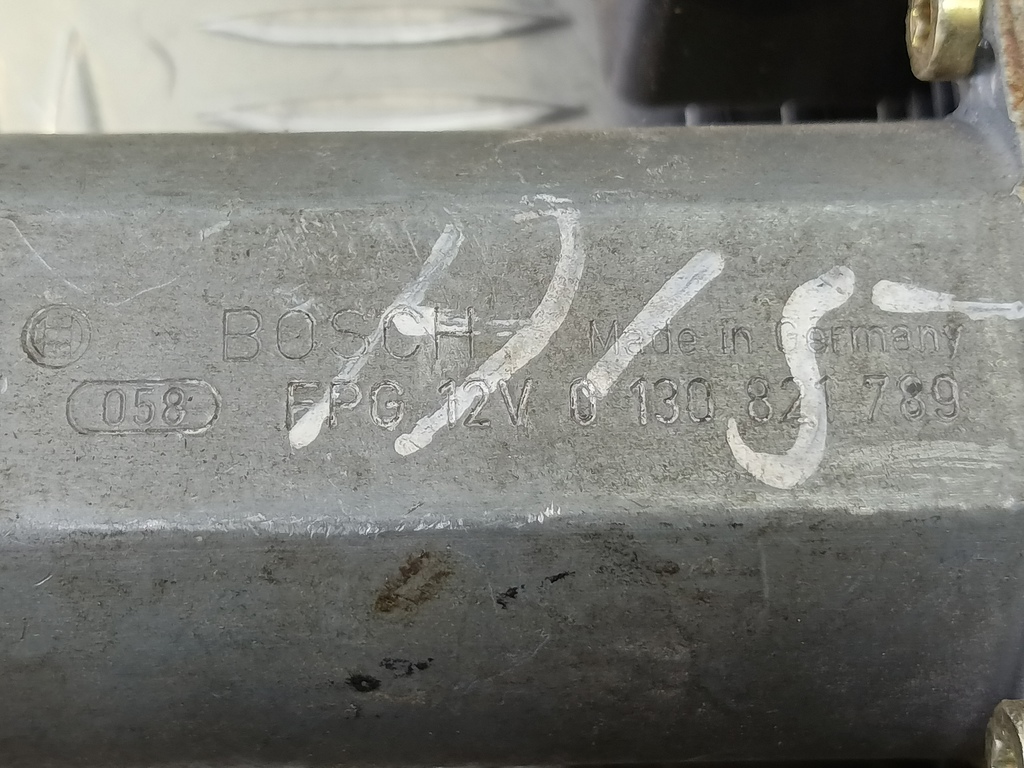 BOSCH Made in Germany
058 FPG 12V 0 130 821 789